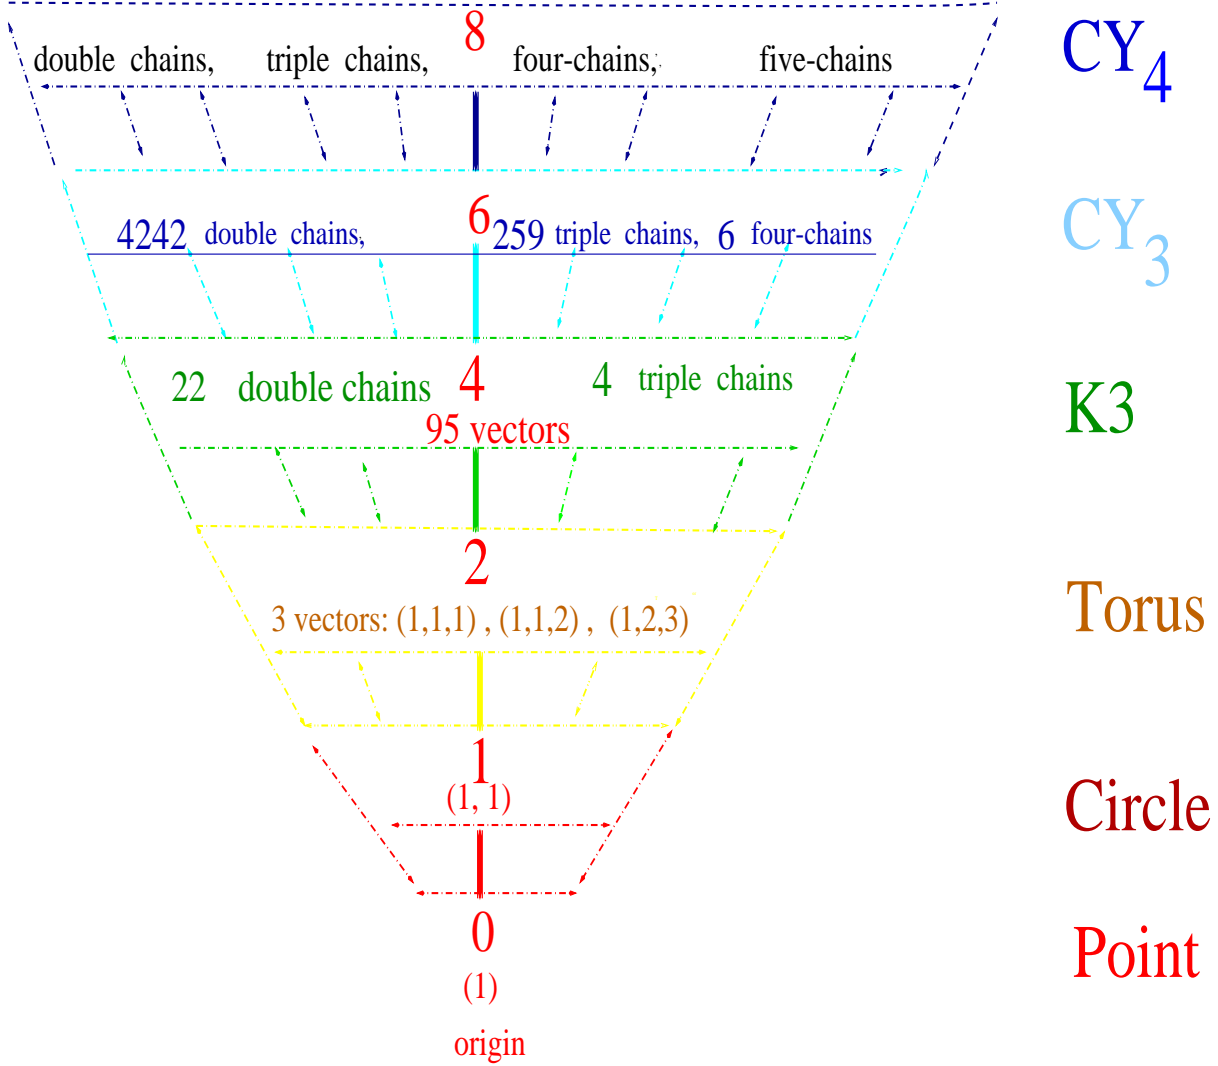 8 CY4
double chains, triple chains, four-chains, five-chains
6 CY3
4242 double chains, 259 triple chains, 6 four-chains
22 double chains 4 4 triple chains K3
95 vectors
2
3 vectors: (1,1,1) , (1,1,2) , (1,2,3) Torus
1
(1, 1) Circle
0 Point
(1)
origin